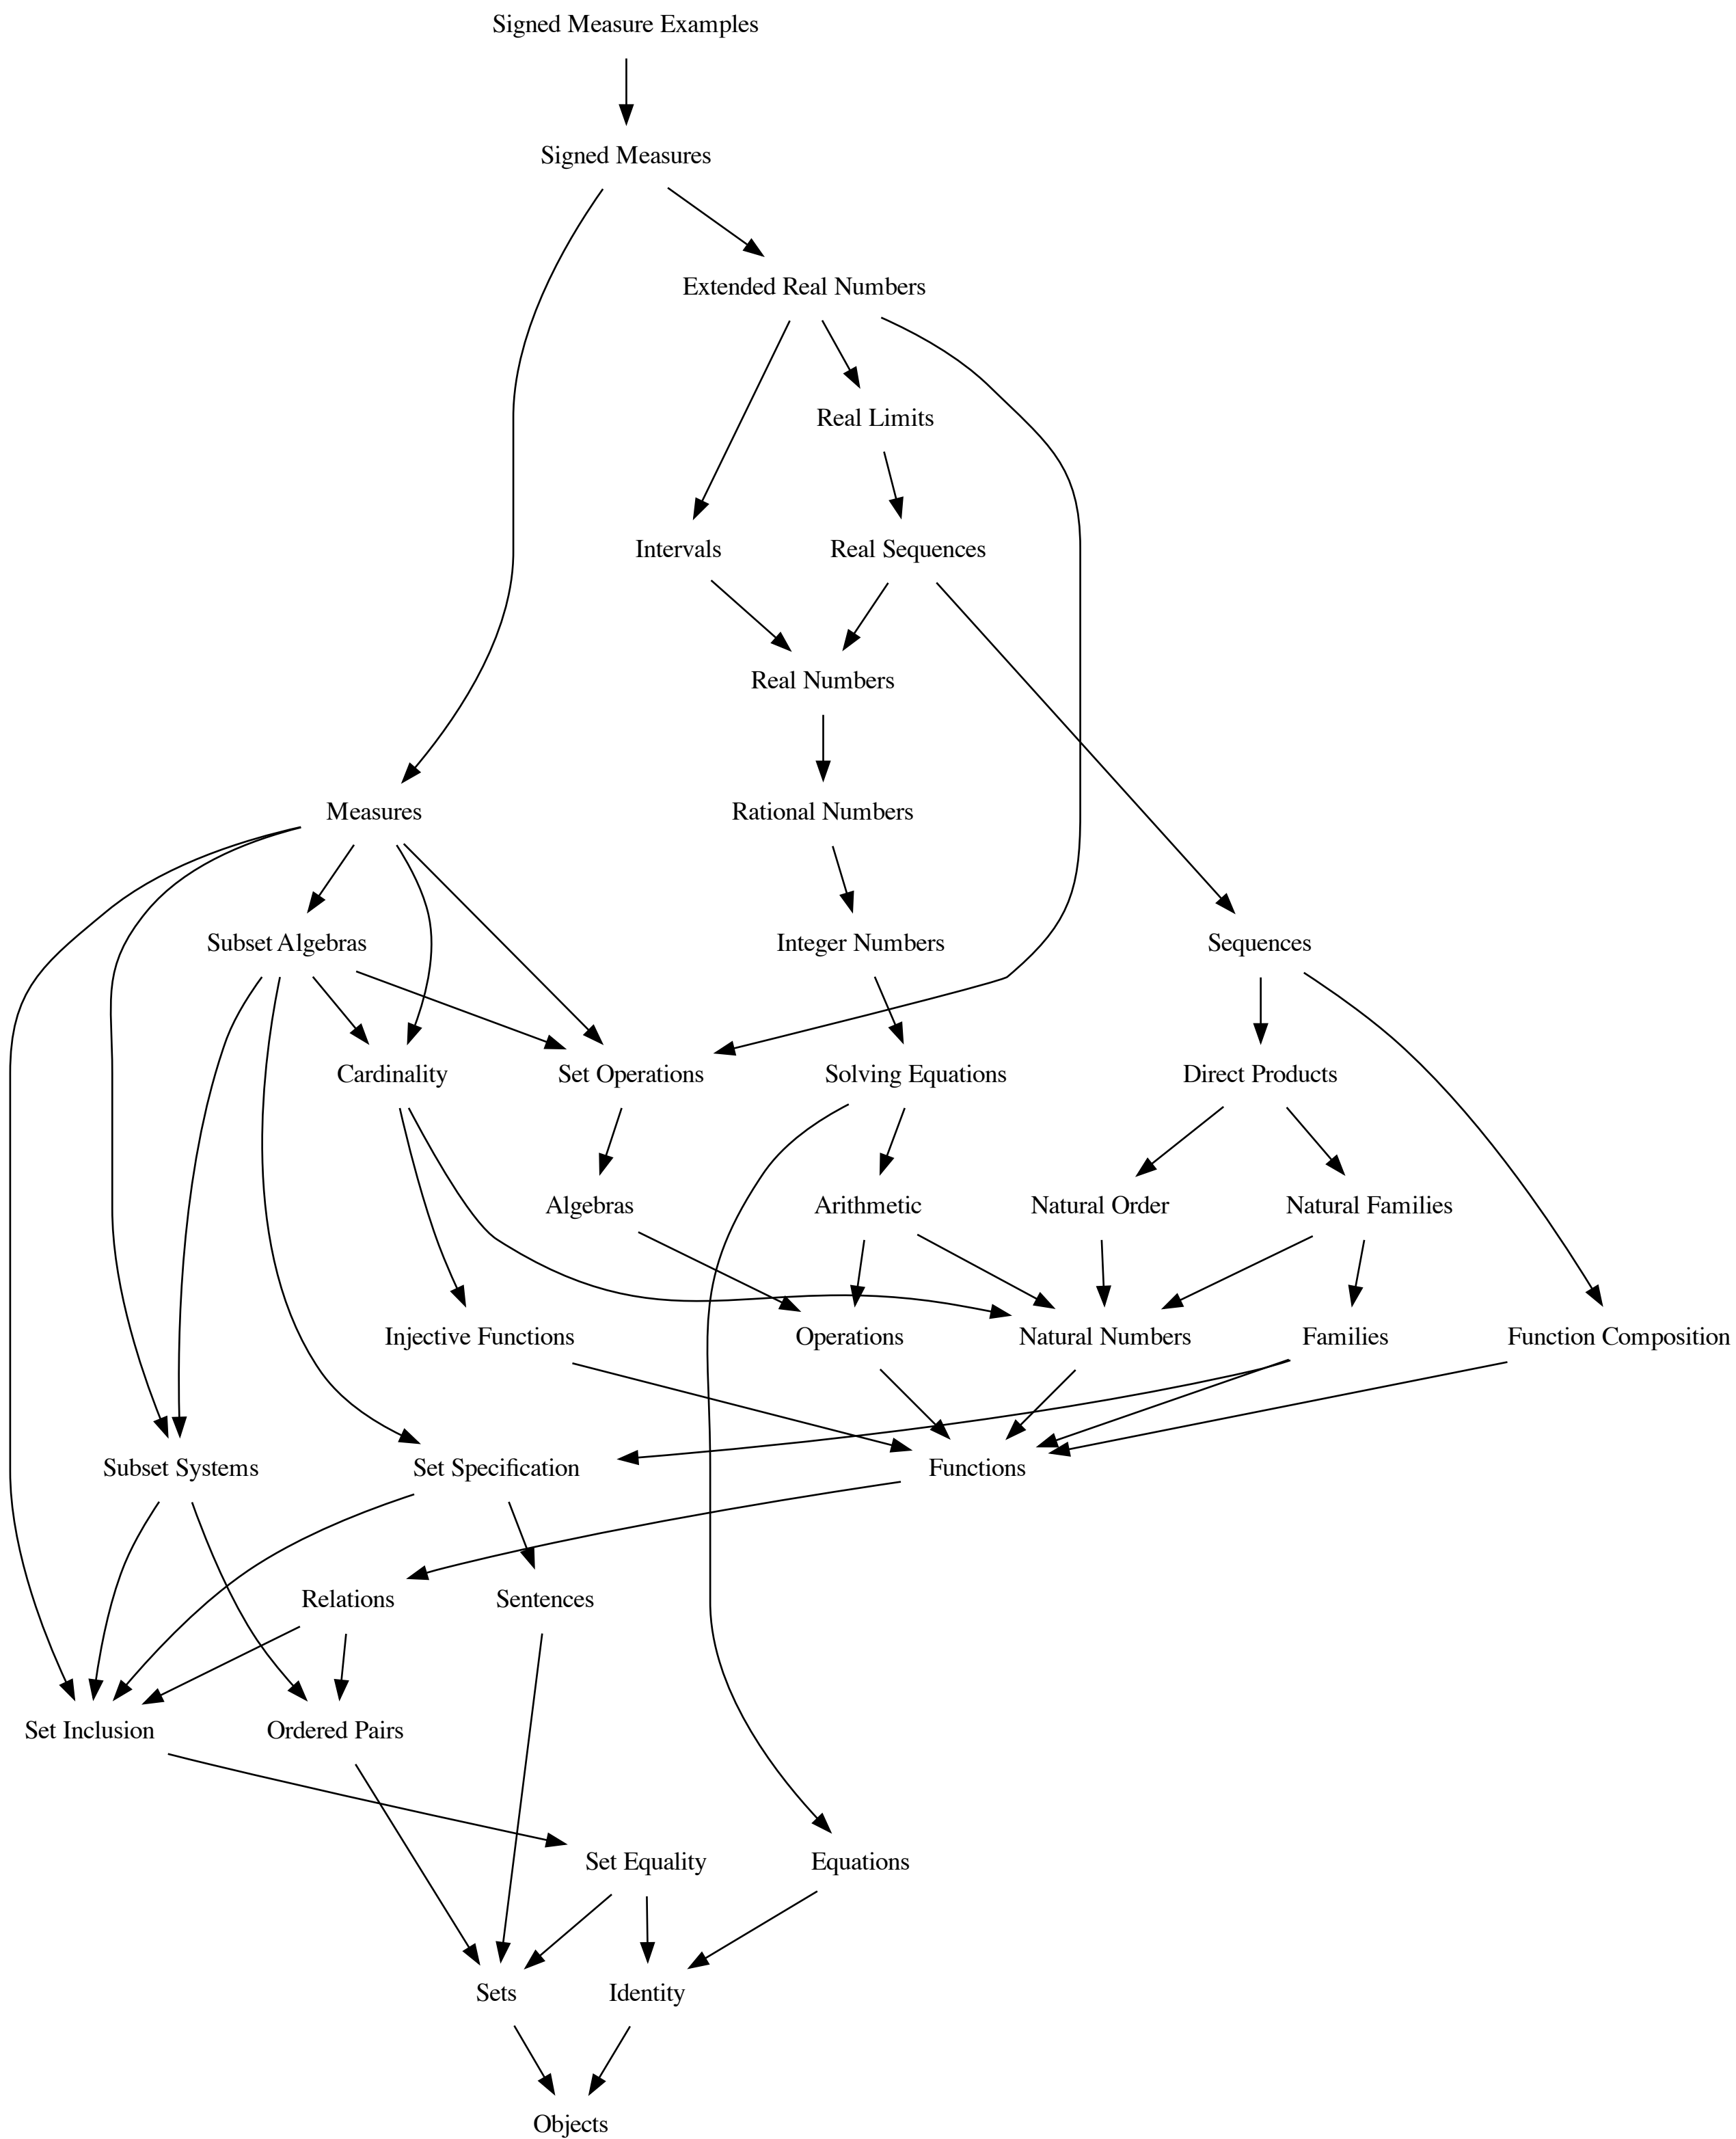 Signed Measure Examples
Signed Measures
Extended Real Numbers
Real Limits
Intervals
Real Sequences
Real Numbers
Measures
Rational Numbers
Subset Algebras
Integer Numbers
Sequences
Cardinality
Set Operations
Solving Equations
Direct Products
Algebras
Arithmetic
Natural Order
Natural Families
Injective Functions
Operations
Natural Numbers
Families
Function Composition
Subset Systems
Set Specification
Functions
Relations
Sentences
Set Inclusion
Ordered Pairs
Set Equality
Equations
Sets
Identity
Objects